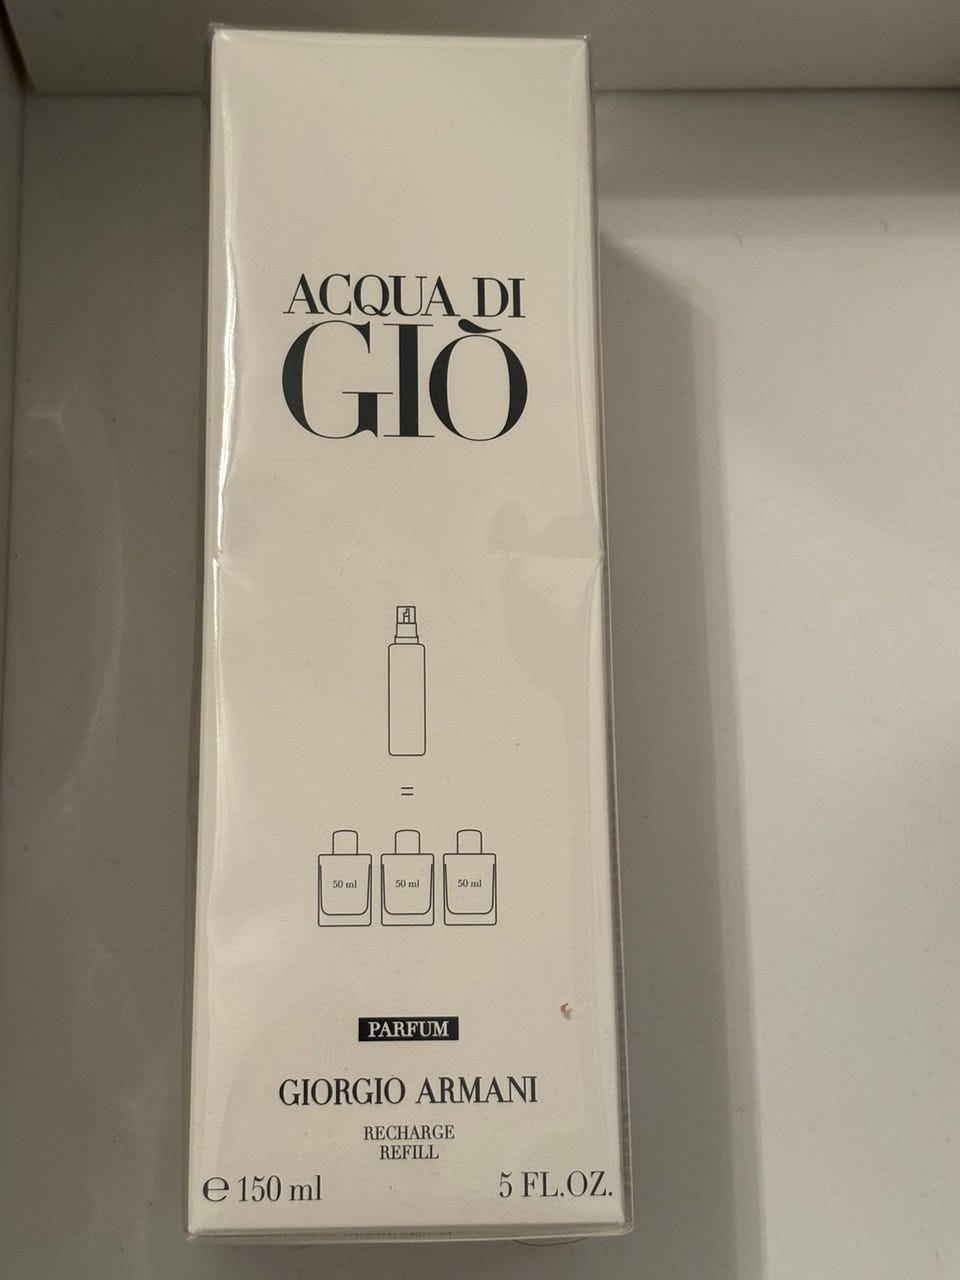 ACQUA DI
GIÒ
=
50 ml 50 ml 50 ml
PARFUM
GIORGIO ARMANI
RECHARGE
REFILL
℮ 150 ml 5 FL.OZ.